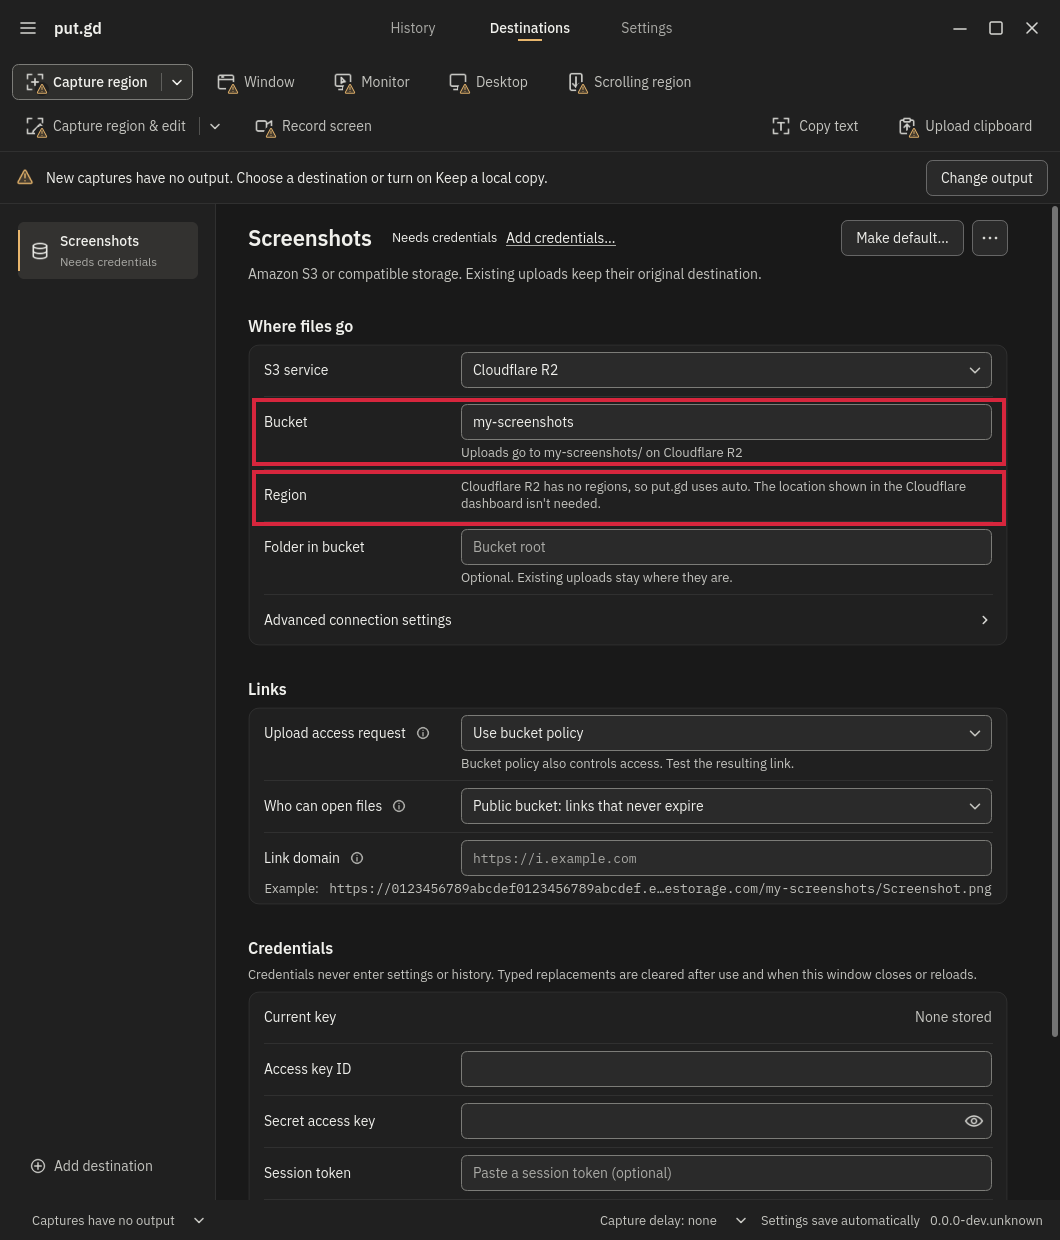 put.gd
History
Destinations
Settings
Capture region
Window
Monitor
Desktop
Scrolling region
Capture region & edit
Record screen
Copy text
Upload clipboard
New captures have no output. Choose a destination or turn on Keep a local copy.
Change output
Screenshots
Needs credentials
Screenshots
Needs credentials
Add credentials...
Make default...
Amazon S3 or compatible storage. Existing uploads keep their original destination.
Where files go
S3 service
Cloudflare R2
Bucket
my-screenshots
Uploads go to my-screenshots/ on Cloudflare R2
Region
Cloudflare R2 has no regions, so put.gd uses auto. The location shown in the Cloudflare
dashboard isn't needed.
Folder in bucket
Bucket root
Optional. Existing uploads stay where they are.
Advanced connection settings
Links
Upload access request
Use bucket policy
Bucket policy also controls access. Test the resulting link.
Who can open files
Public bucket: links that never expire
Link domain
https://i.example.com
Example: https://0123456789abcdef0123456789abcdef.e…estorage.com/my-screenshots/Screenshot.png
Credentials
Credentials never enter settings or history. Typed replacements are cleared after use and when this window closes or reloads.
Current key
None stored
Access key ID
Secret access key
Session token
Paste a session token (optional)
Add destination
Captures have no output
Capture delay: none
Settings save automatically
0.0.0-dev.unknown